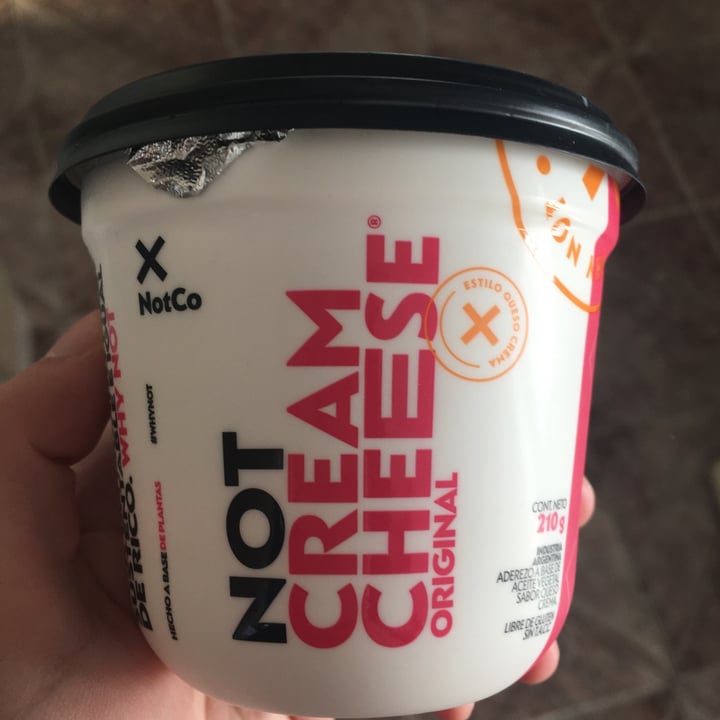 X
NotCo
NOT
CREAM
CHEESE®
ORIGINAL
ESTILO QUESO CREMA
DE RICO. WHY NOT
#WHYNOT
HECHO A BASE DE PLANTAS
CONT. NETO
210 g
INDUSTRIA
ARGENTINA
ADEREZO A BASE DE
ACEITE VEGETAL
SABOR QUESO
CREMA.
LIBRE DE GLUTEN
SIN T.A.C.C.